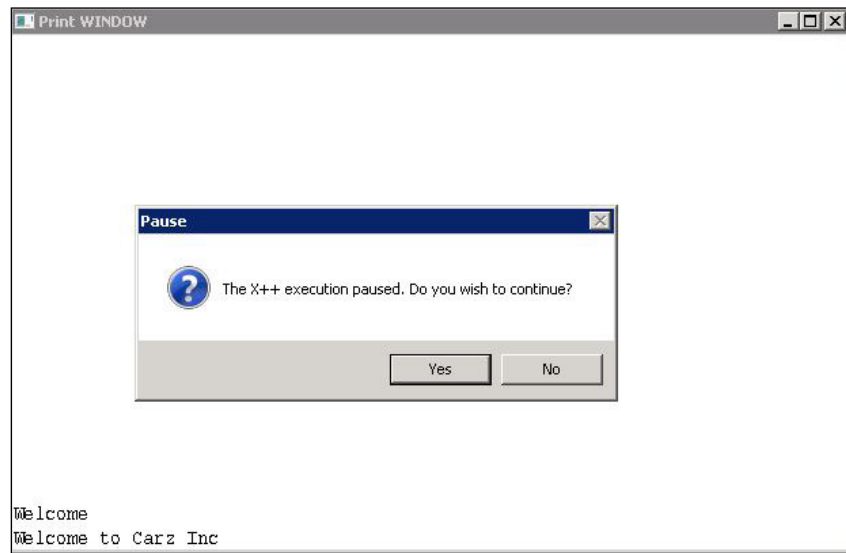 Print WINDOW
Pause
The X++ execution paused. Do you wish to continue?
Yes
No
Welcome
Welcome to Carz Inc